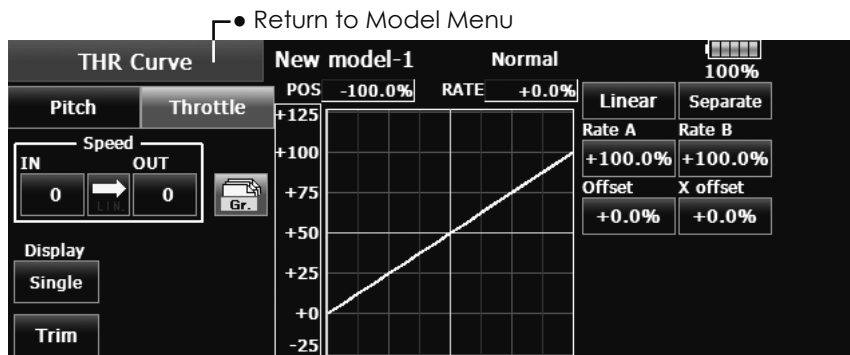 ● Return to Model Menu
THR Curve
New model-1 Normal
100%
Pitch Throttle
POS -100.0% RATE +0.0%
Linear Separate
Speed
IN OUT
0 LIN. 0
Gr.
Display
Single
Trim
+125
+100
+75
+50
+25
+0
-25
Rate A Rate B
+100.0% +100.0%
Offset X offset
+0.0% +0.0%